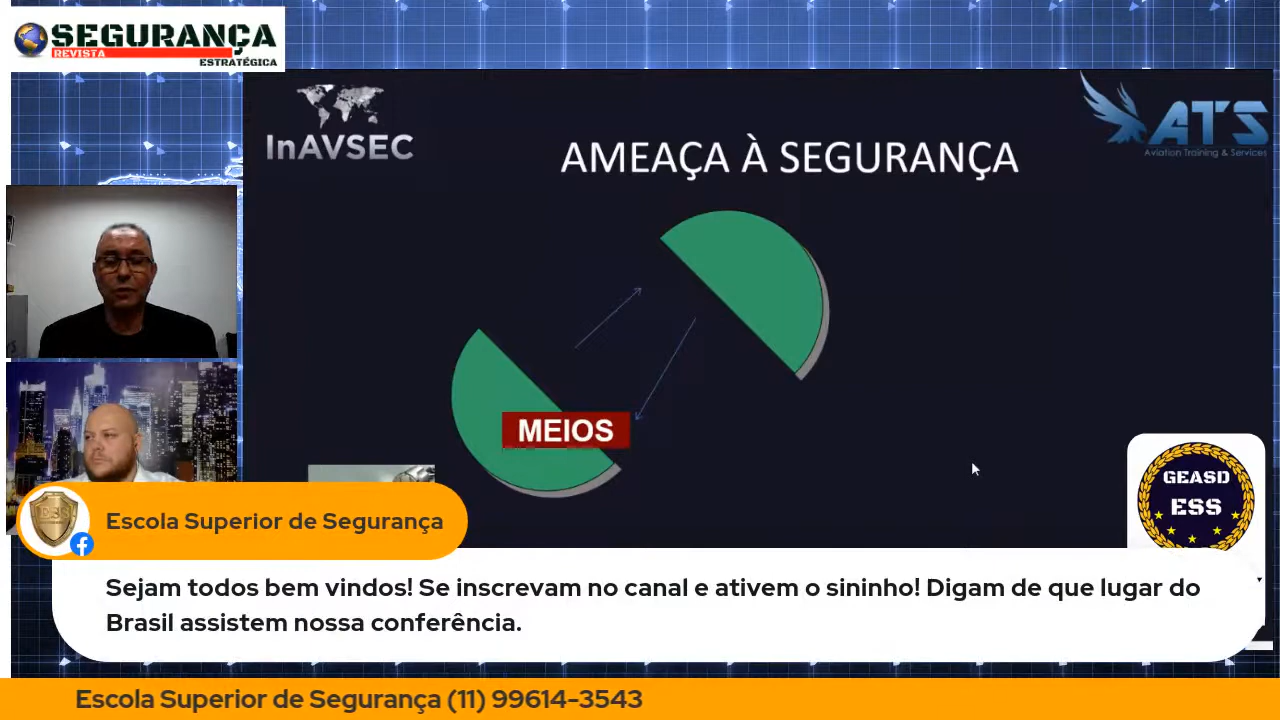 SEGURANÇA
REVISTA
ESTRATÉGICA
InAVSEC
ATS
Aviation Training & Services
AMEAÇA À SEGURANÇA
MEIOS
GEASD
ESS
Escola Superior de Segurança
Sejam todos bem vindos! Se inscrevam no canal e ativem o sininho! Digam de que lugar do
Brasil assistem nossa conferência.
Escola Superior de Segurança (11) 99614-3543